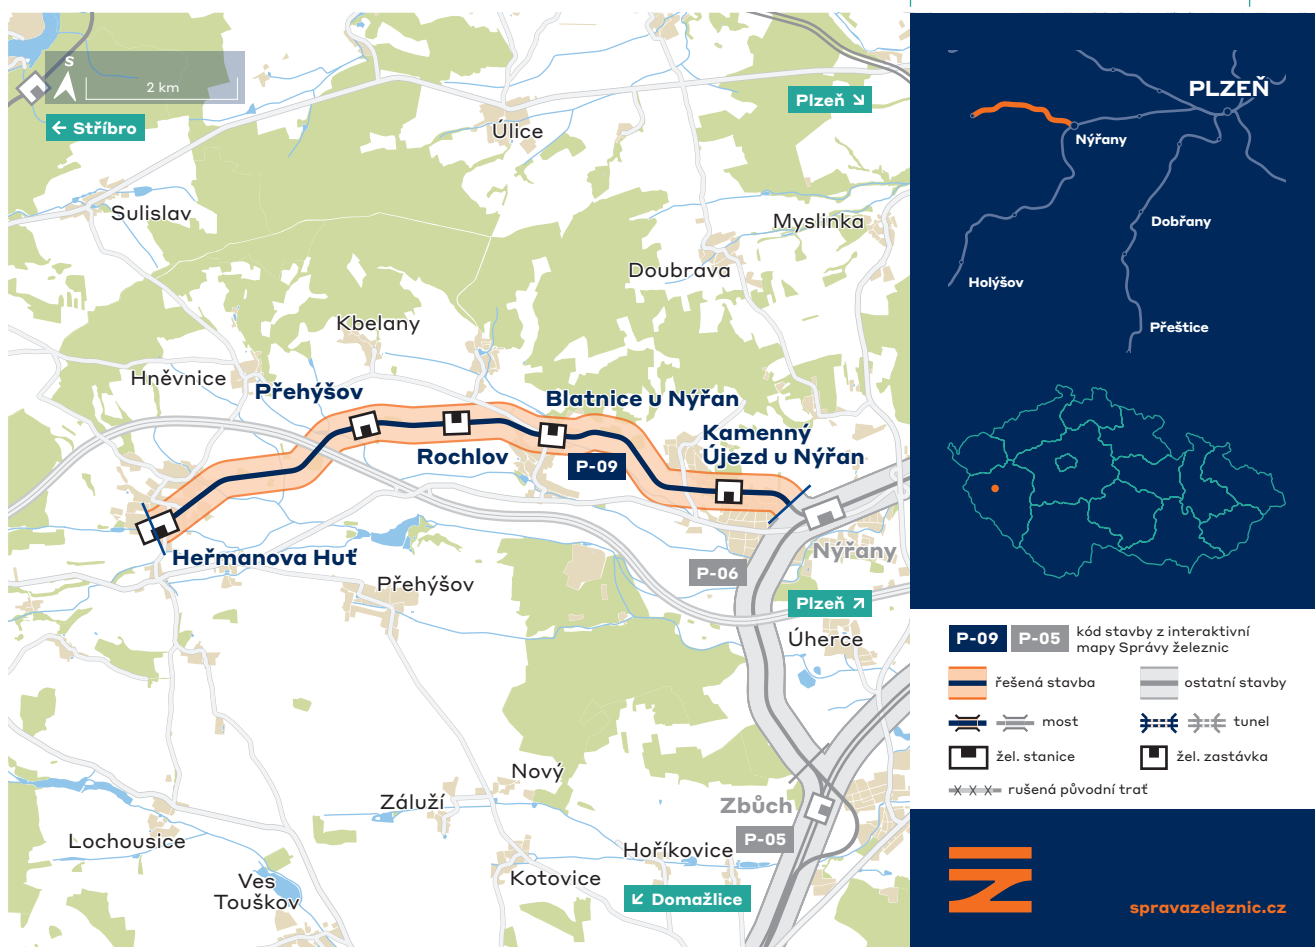 S
2 km
← Stříbro
Plzeň ↘
Úlice
Sulislav
Myslinka
Doubrava
Kbelany
Hněvnice
Přehýšov
Blatnice u Nýřan
Rochlov
P-09
Kamenný
Újezd u Nýřan
Heřmanova Huť
Nýřany
P-06
Přehýšov
Plzeň ↗
Úherce
Nový
Záluží
Zbůch
P-05
Lochousice
Hoříkovice
Kotovice
Ves
Touškov
↙ Domažlice
PLZEŇ
Nýřany
Dobřany
Holýšov
Přeštice
P-09 P-05 kód stavby z interaktivní
mapy Správy železnic
řešená stavba
ostatní stavby
most
tunel
žel. stanice
žel. zastávka
rušená původní trať
spravazeleznic.cz